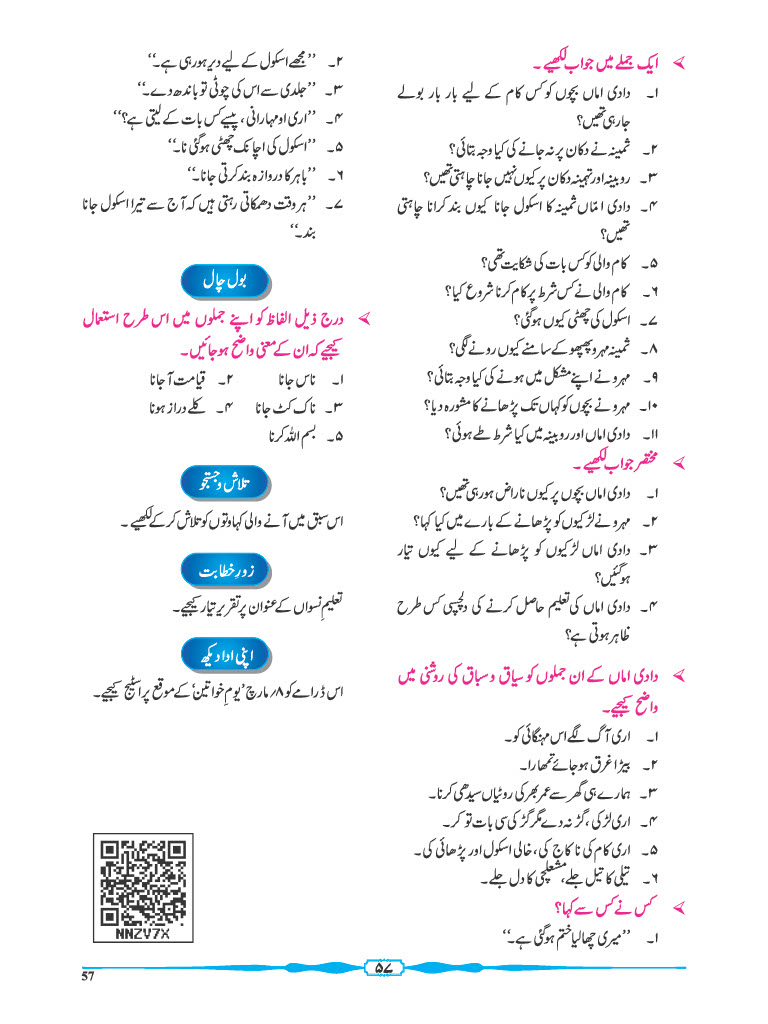 ایک جملے میں جواب لکھیے ۔
۱۔ دادی اماں بچوں کو کس کام کے لیے بار بار بولے
جارہی تھیں؟
۲۔ ثمینہ نے دکان پر نہ جانے کی کیا وجہ بتائی؟
۳۔ روبینہ اور تہمینہ دکان پر کیوں نہیں جانا چاہتی تھیں؟
۴۔ دادی امّاں ثمینہ کا اسکول جانا کیوں بند کرانا چاہتی
تھیں؟
۵۔ کام والی کو کس بات کی شکایت تھی؟
۶۔ کام والی نے کس شرط پر کام کرنا شروع کیا؟
۷۔ اسکول کی چھٹی کیوں ہوگئی؟
۸۔ ثمینہ مہرو پھپھو کے سامنے کیوں رونے لگی؟
۹۔ مہرو نے اپنے مشکل میں ہونے کی کیا وجہ بتائی؟
۱۰۔ مہرو نے بچوں کو کہاں تک پڑھانے کا مشورہ دیا؟
۱۱۔ دادی اماں اور روبینہ میں کیا شرط طے ہوئی؟
مختصر جواب لکھیے ۔
۱۔ دادی اماں بچوں پر کیوں ناراض ہورہی تھیں؟
۲۔ مہرو نے لڑکیوں کو پڑھانے کے بارے میں کیا کہا؟
۳۔ دادی اماں لڑکیوں کو پڑھانے کے لیے کیوں تیار
ہوگئیں؟
۴۔ دادی اماں کی تعلیم حاصل کرنے کی دلچسپی کس طرح
ظاہر ہوتی ہے؟
دادی اماں کے ان جملوں کو سیاق و سباق کی روشنی میں
واضح کیجیے۔
۱۔ اری آگ لگے اس مہنگائی کو۔
۲۔ بیڑا غرق ہوجائے تمھارا۔
۳۔ ہمارے ہی گھر سے عمر بھر کی روٹیاں سیدھی کرنا۔
۴۔ اری لڑکی، گڑ نہ دے مگر گڑ کی سی بات تو کر۔
۵۔ اری کام کی نا کاج کی، خالی اسکول اور پڑھائی کی۔
۶۔ تیلی کا تیل جلے، مشعلچی کا دل جلے۔
کس نے کس سے کہا؟
۱۔ ’’میری چھالیا ختم ہوگئی ہے۔‘‘
۲۔ ’’مجھے اسکول کے لیے دیر ہورہی ہے۔‘‘
۳۔ ’’جلدی سے اس کی چوٹی تو باندھ دے۔‘‘
۴۔ ’’اری او مہارانی، پیسے کس بات کے لیتی ہے؟‘‘
۵۔ ’’اسکول کی اچانک چھٹی ہوگئی نا۔‘‘
۶۔ ’’باہر کا دروازہ بند کرتی جانا۔‘‘
۷۔ ’’ہر وقت دھمکاتی رہتی ہیں کہ آج سے تیرا اسکول جانا
بند۔‘‘
بول چال
درج ذیل الفاظ کو اپنے جملوں میں اس طرح استعمال
کیجیے کہ ان کے معنی واضح ہوجائیں۔
۱۔ ناس جانا ۲۔ قیامت آجانا
۳۔ ناک کٹ جانا ۴۔ کلے دراز ہونا
۵۔ بسم اللہ کرنا
تلاش و جستجو
اس سبق میں آنے والی کہاوتوں کو تلاش کرکے لکھیے ۔
زورِ خطابت
تعلیمِ نسواں کے عنوان پر تقریر تیار کیجیے۔
اپنی ادا دیکھ
اس ڈرامے کو ۸؍ مارچ ’یومِ خواتین‘ کے موقع پر اسٹیج کیجیے۔
NNZV7X
۵۷
57